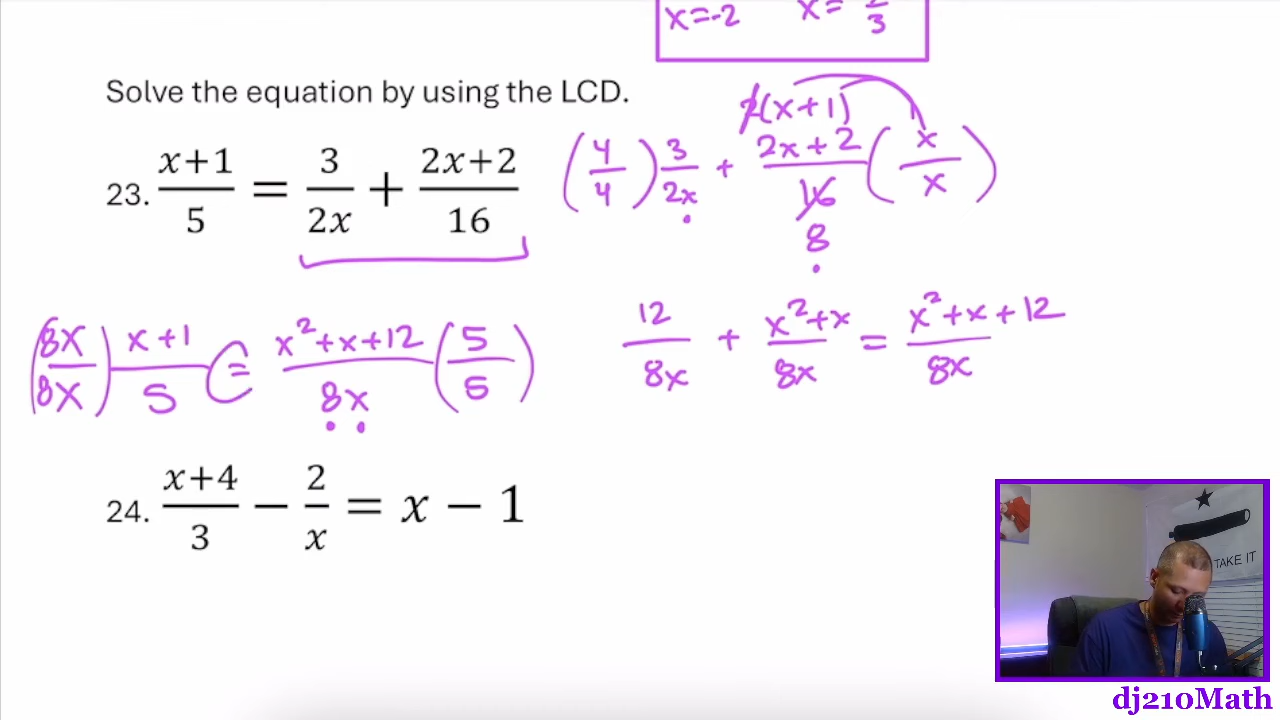 x=-2    x= 2/3
Solve the equation by using the LCD.
23. (x+1)/5 = 3/2x + (2x+2)/16
2(x+1)
(4/4) 3/2x + (2x+2)/16 (x/x)
8
12/8x + (x²+x)/8x = (x²+x+12)/8x
(8x/8x) (x+1)/5 = (x²+x+12)/8x (5/5)
24. (x+4)/3 − 2/x = x − 1
TAKE IT
dj210Math